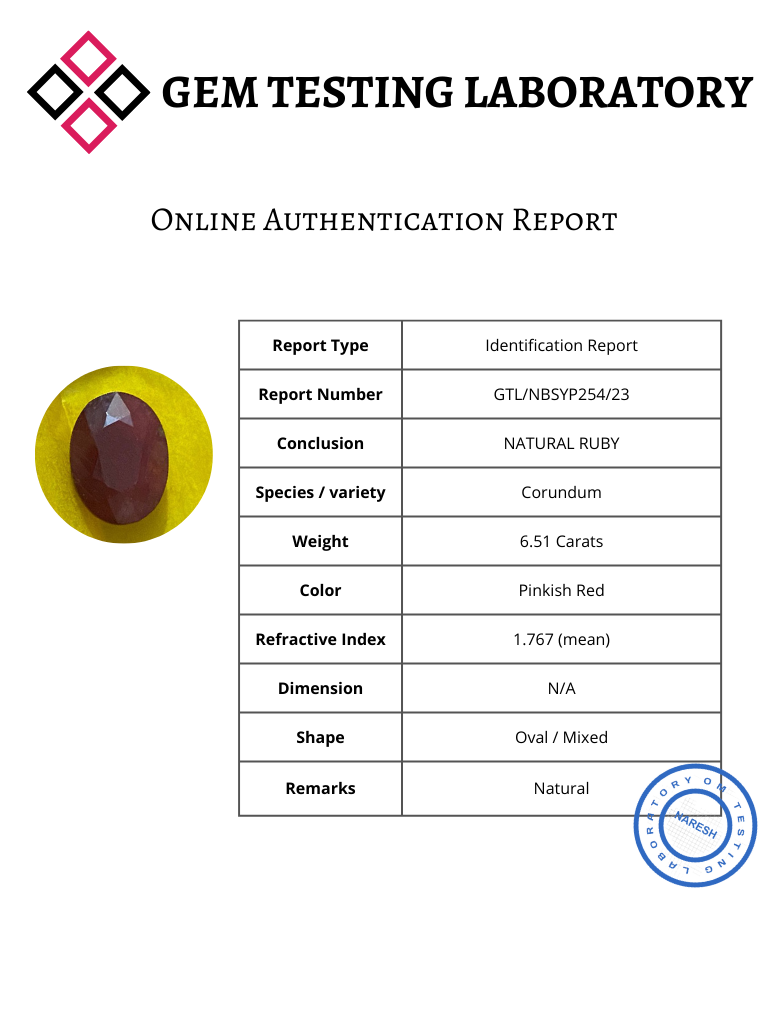 GEM TESTING LABORATORY
Online Authentication Report
Report Type Identification Report
Report Number GTL/NBSYP254/23
Conclusion NATURAL RUBY
Species / variety Corundum
Weight 6.51 Carats
Color Pinkish Red
Refractive Index 1.767 (mean)
Dimension N/A
Shape Oval / Mixed
Remarks Natural
OM TESTING LABORATORY
NARESH